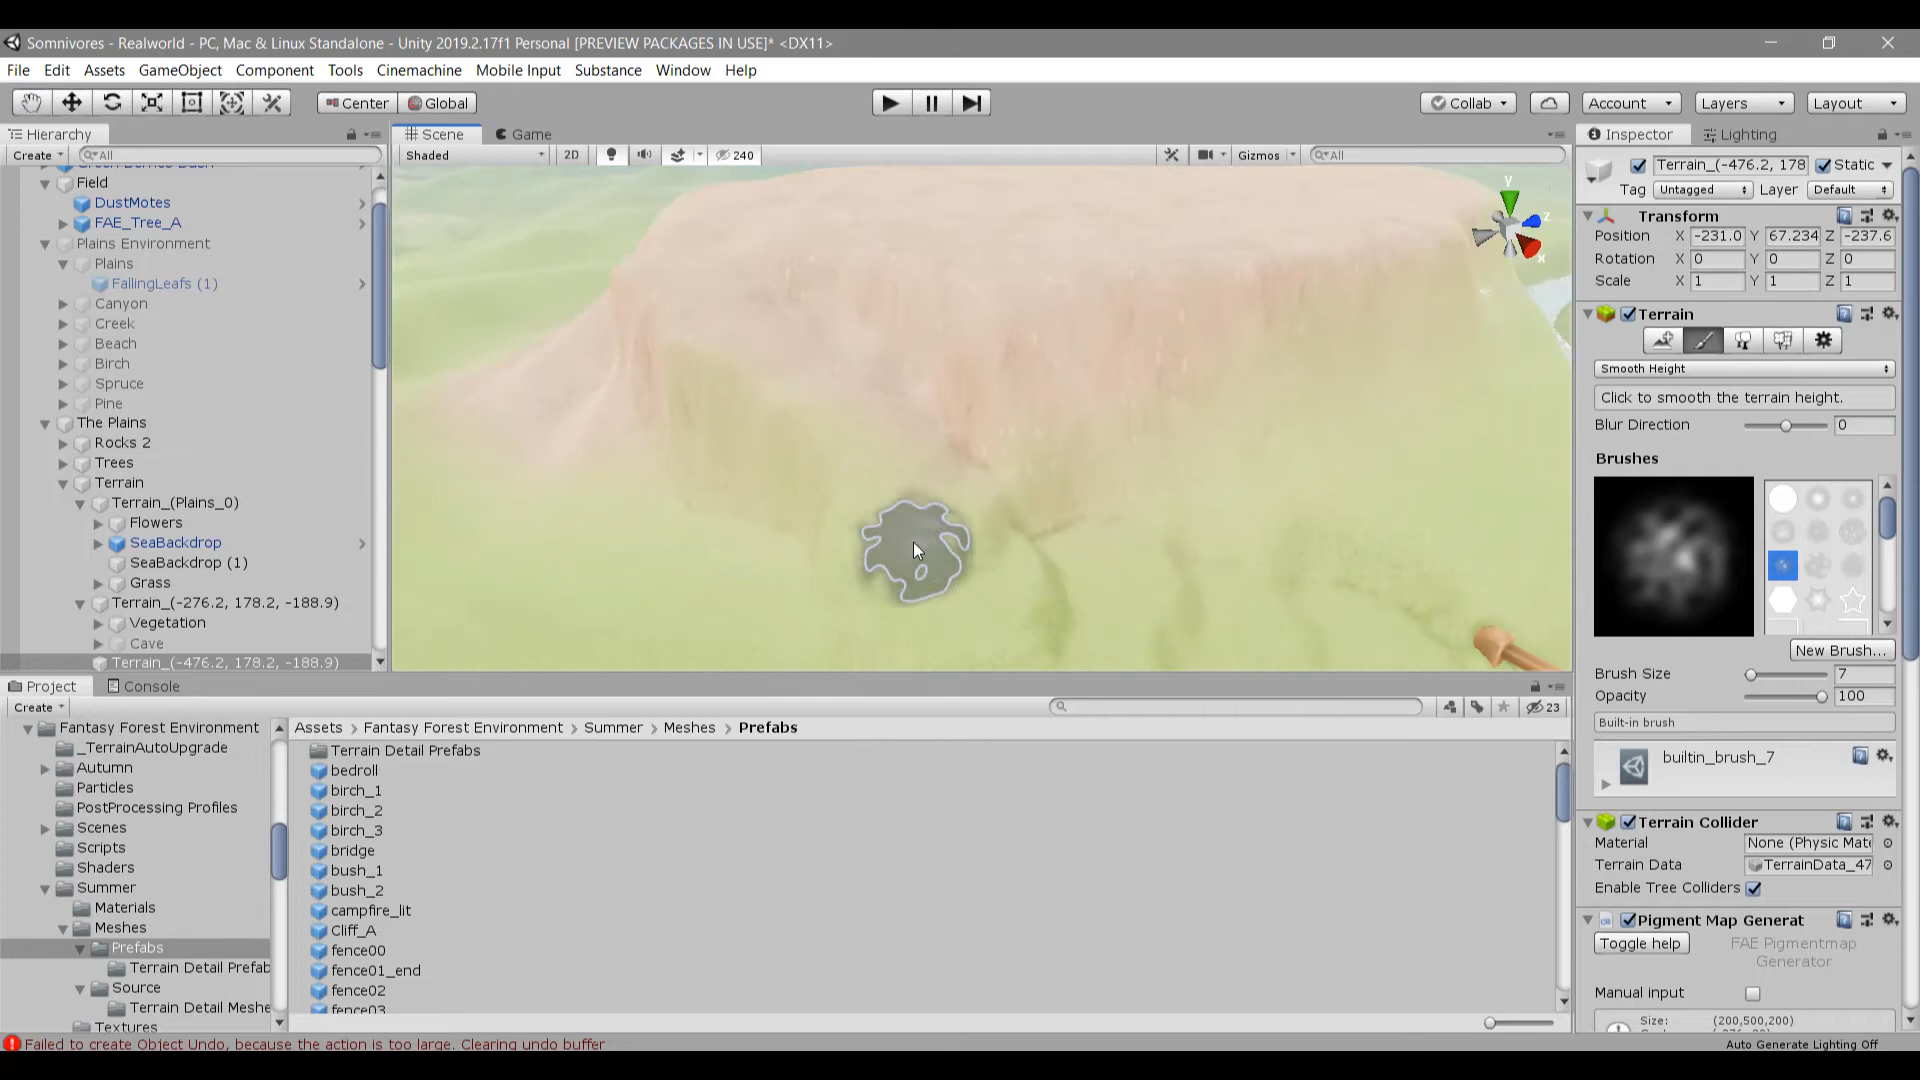 Somnivores - Realworld - PC, Mac & Linux Standalone - Unity 2019.2.17f1 Personal [PREVIEW PACKAGES IN USE]* <DX11>
File Edit Assets GameObject Component Tools Cinemachine Mobile Input Substance Window Help
Center Global Collab Account Layers Layout
Hierarchy
Create All
Field
DustMotes
FAE_Tree_A
Plains Environment
Plains
FallingLeafs (1)
Canyon
Creek
Beach
Birch
Spruce
Pine
The Plains
Rocks 2
Trees
Terrain
Terrain_(Plains_0)
Flowers
SeaBackdrop
SeaBackdrop (1)
Grass
Terrain_(-276.2, 178.2, -188.9)
Vegetation
Cave
Terrain_(-476.2, 178.2, -188.9)
Scene Game
Shaded 2D 240 Gizmos All
y
z
x
Inspector Lighting
Terrain_(-476.2, 178 Static
Tag Untagged Layer Default
Transform
Position X -231.0 Y 67.234 Z -237.6
Rotation X 0 Y 0 Z 0
Scale X 1 Y 1 Z 1
Terrain
Smooth Height
Click to smooth the terrain height.
Blur Direction 0
Brushes
New Brush...
Brush Size 7
Opacity 100
Built-in brush
builtin_brush_7
Terrain Collider
Material None (Physic Mate
Terrain Data TerrainData_47
Enable Tree Colliders
Pigment Map Generat
Toggle help FAE Pigmentmap
Generator
Manual input
Size: (200,500,200)
Project Console
Create 23
Fantasy Forest Environment
_TerrainAutoUpgrade
Autumn
Particles
PostProcessing Profiles
Scenes
Scripts
Shaders
Summer
Materials
Meshes
Prefabs
Terrain Detail Prefab
Source
Terrain Detail Meshe
Textures
Assets Fantasy Forest Environment Summer Meshes Prefabs
Terrain Detail Prefabs
bedroll
birch_1
birch_2
birch_3
bridge
bush_1
bush_2
campfire_lit
Cliff_A
fence00
fence01_end
fence02
fence03
Failed to create Object Undo, because the action is too large. Clearing undo buffer
Auto Generate Lighting Off